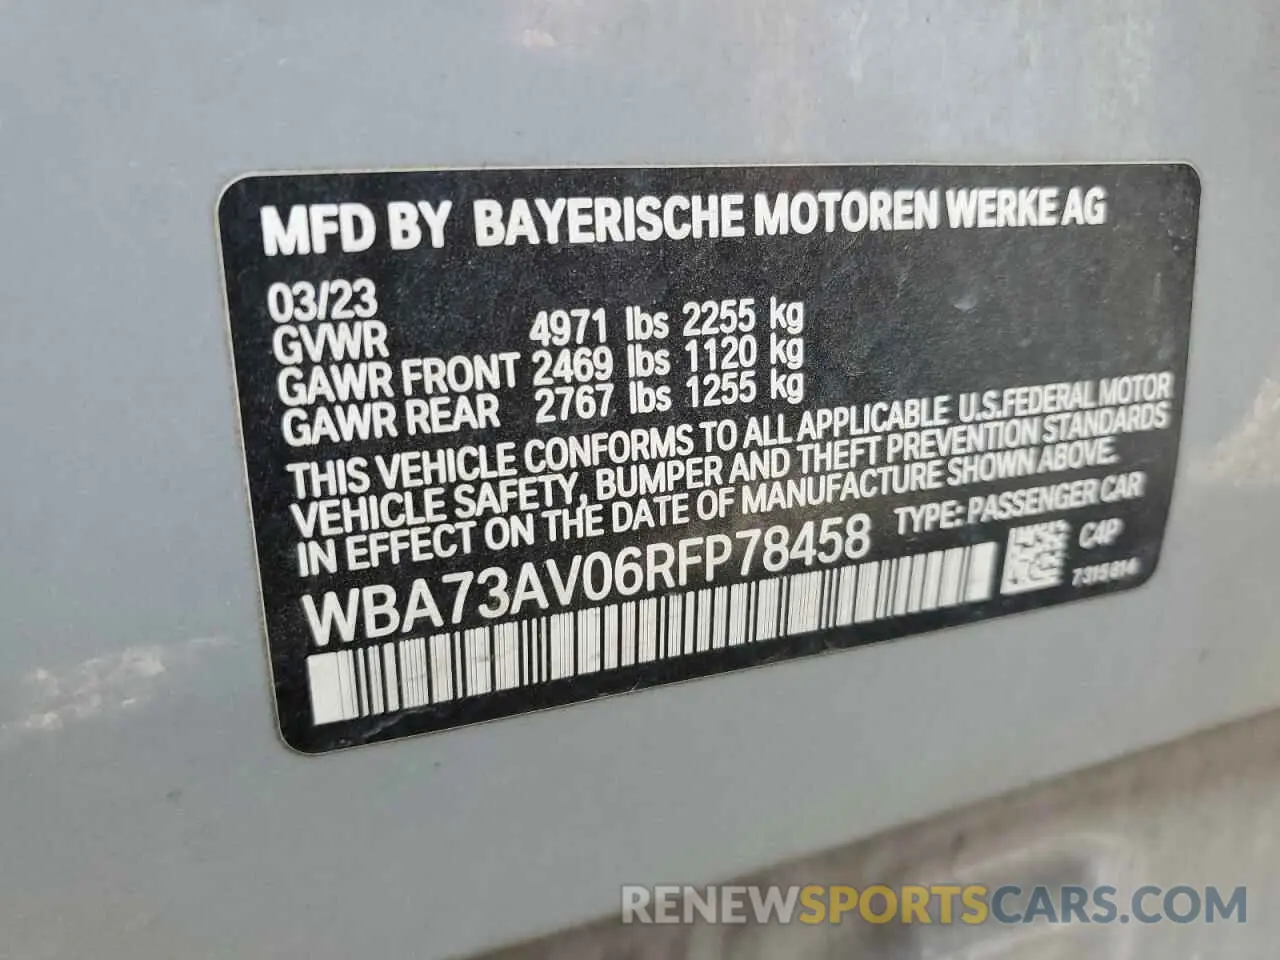 MFD BY BAYERISCHE MOTOREN WERKE AG
03/23
GVWR 4971 lbs 2255 kg
GAWR FRONT 2469 lbs 1120 kg
GAWR REAR 2767 lbs 1255 kg
THIS VEHICLE CONFORMS TO ALL APPLICABLE U.S.FEDERAL MOTOR
VEHICLE SAFETY, BUMPER AND THEFT PREVENTION STANDARDS
IN EFFECT ON THE DATE OF MANUFACTURE SHOWN ABOVE.
WBA73AV06RFP78458 TYPE: PASSENGER CAR
C4P
7315814
RENEWSPORTSCARS.COM